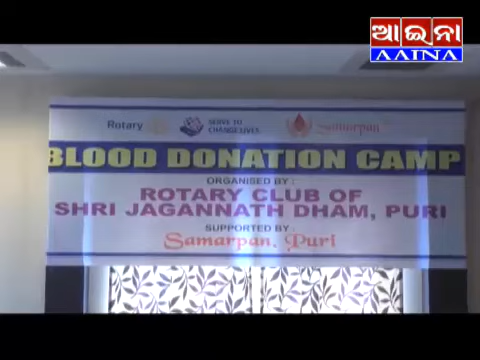 ଆଇନା
AAINA
Rotary
SERVE TO
CHANGE LIVES
Samarpan
BLOOD DONATION CAMP
ORGANISED BY :
ROTARY CLUB OF
SHRI JAGANNATH DHAM, PURI
SUPPORTED BY :
Samarpan, Puri